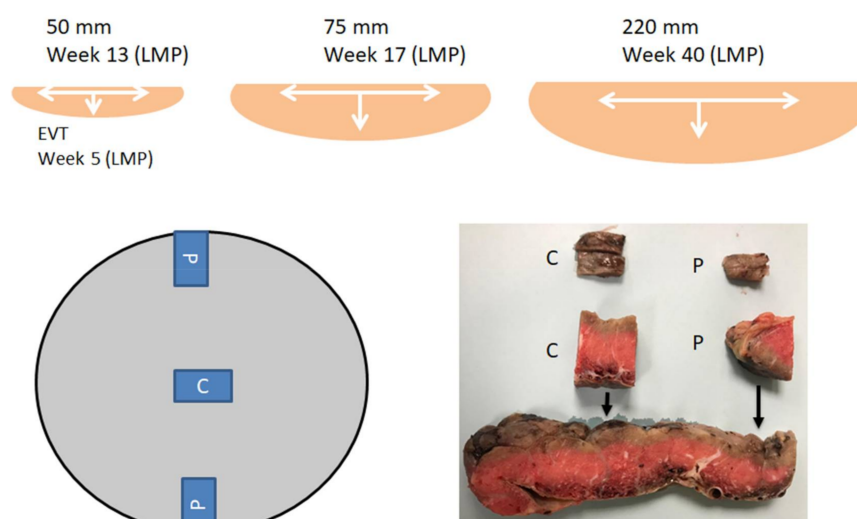 50 mm
Week 13 (LMP)
75 mm
Week 17 (LMP)
220 mm
Week 40 (LMP)
EVT
Week 5 (LMP)
P
C
P
C
P
C
P